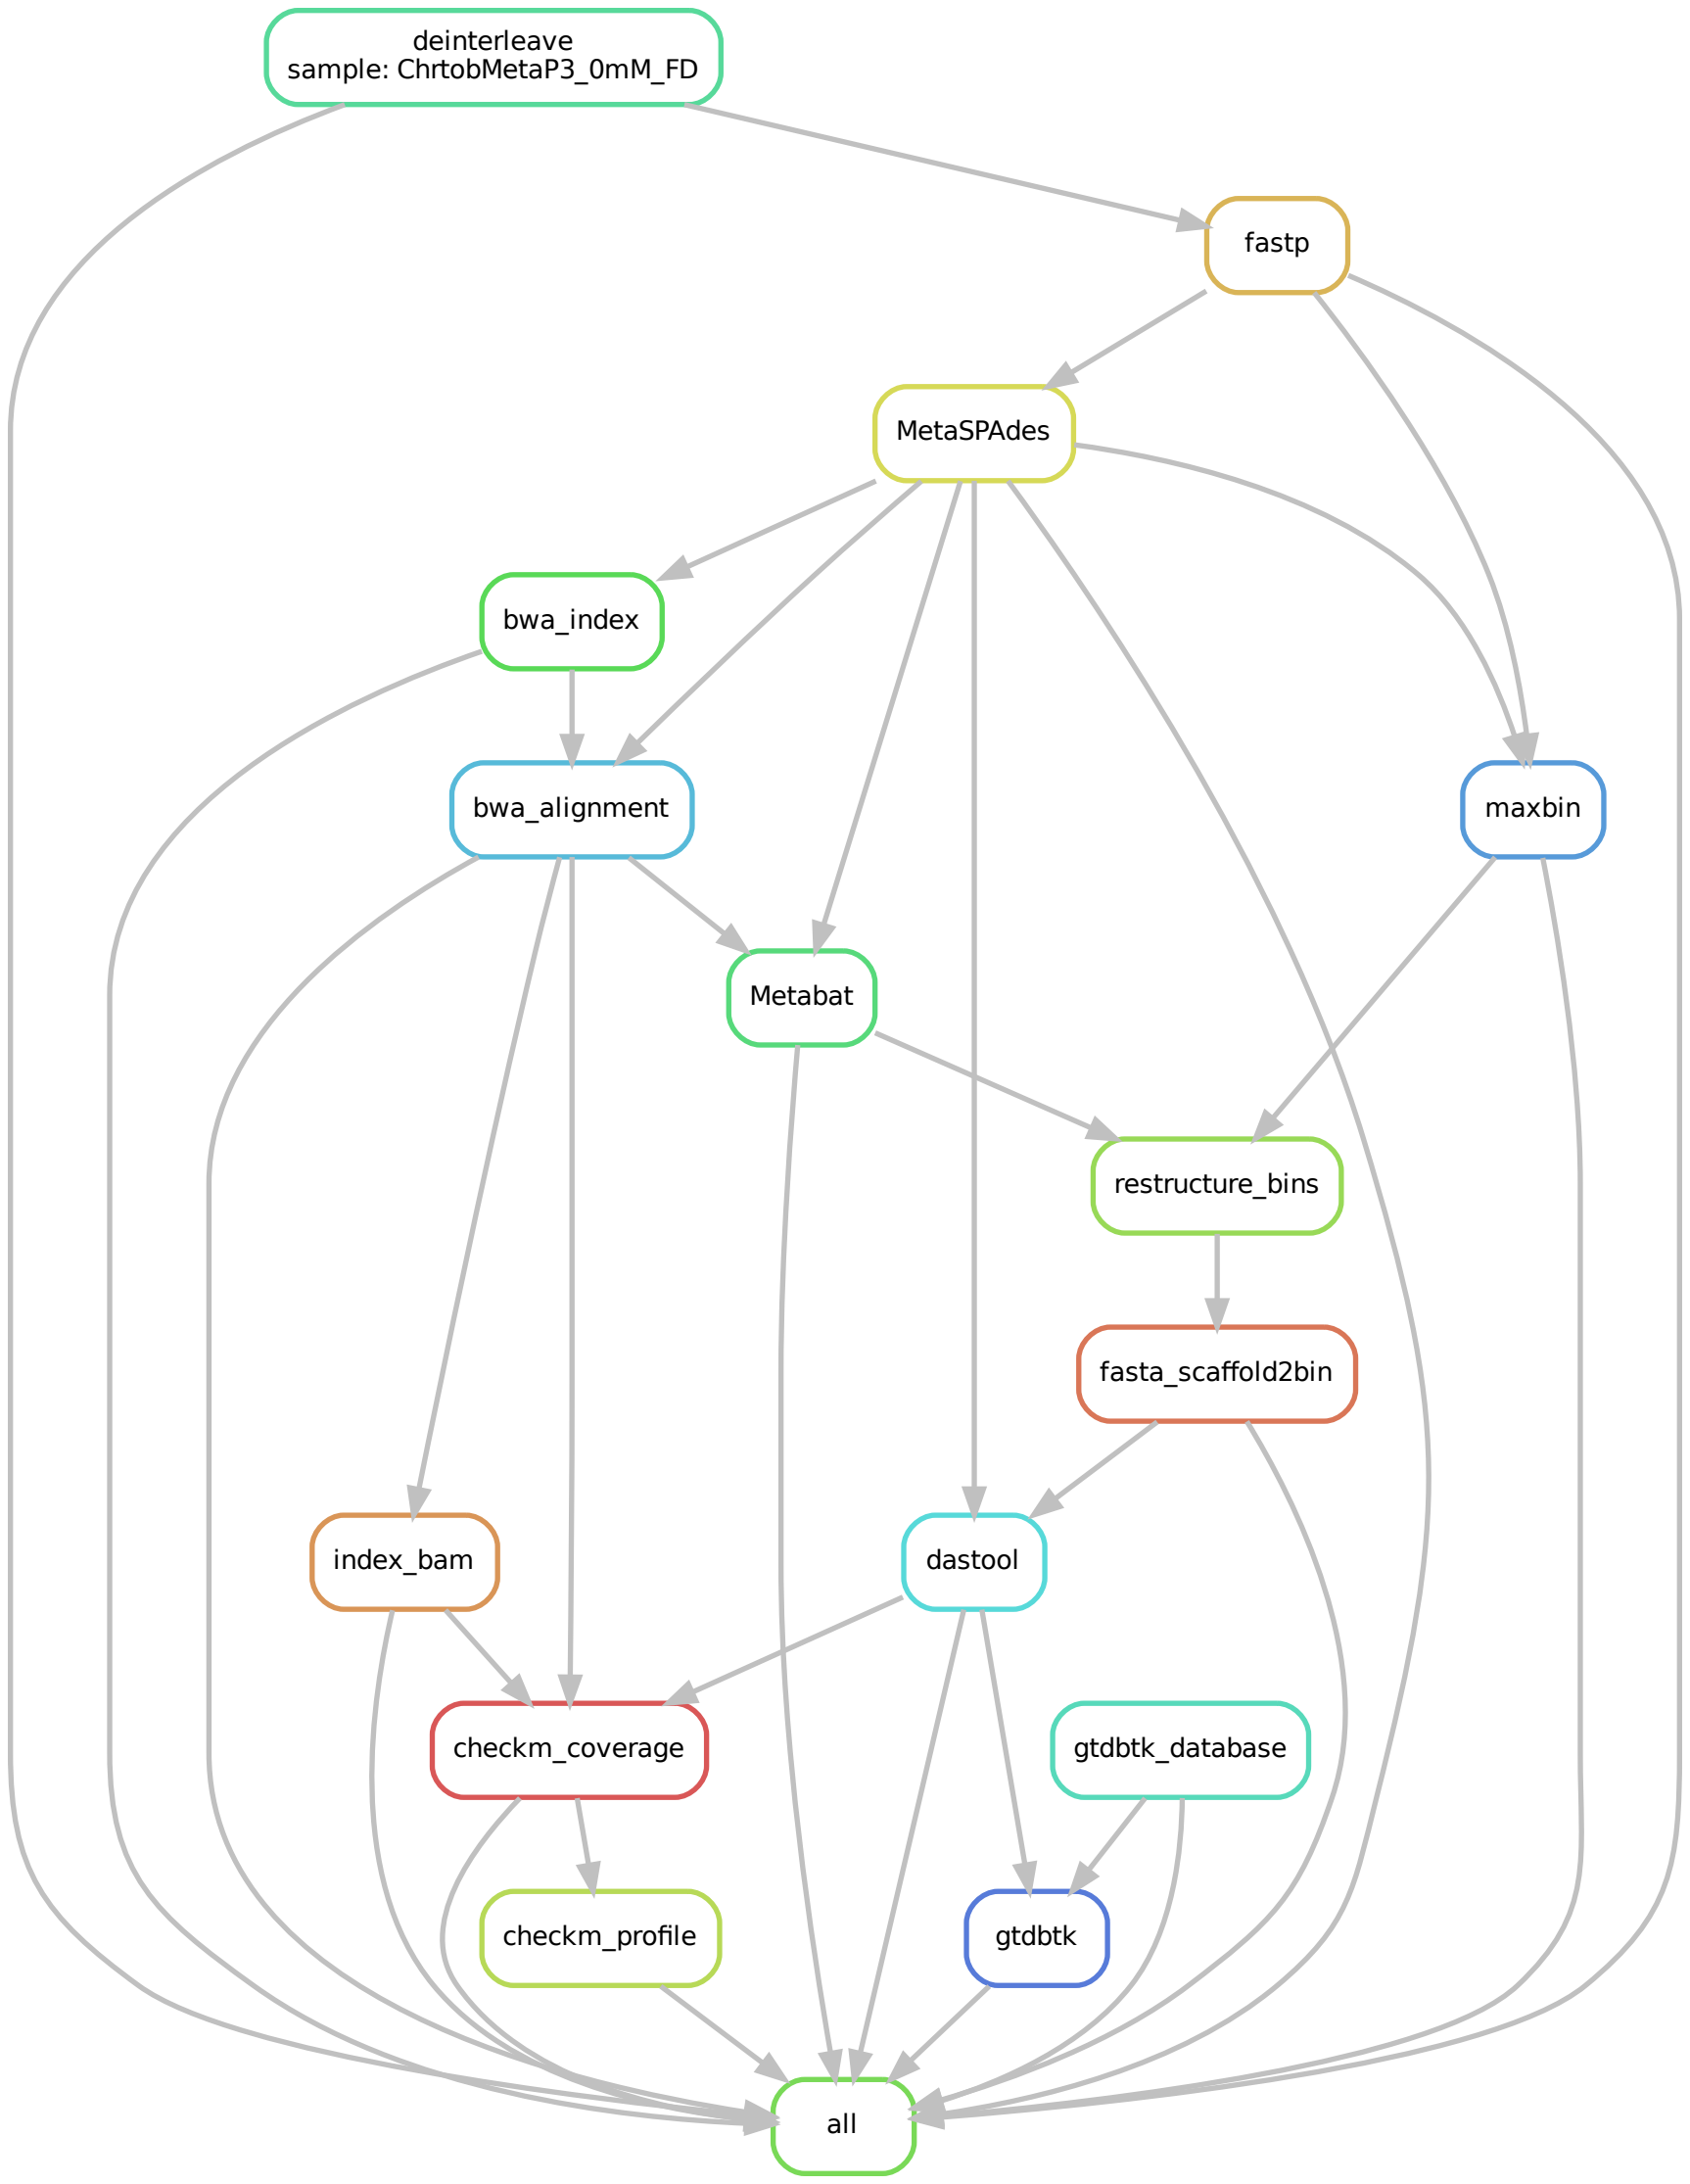 deinterleave
sample: ChrtobMetaP3_0mM_FD
fastp
MetaSPAdes
bwa_index
bwa_alignment
maxbin
Metabat
restructure_bins
fasta_scaffold2bin
index_bam
dastool
checkm_coverage
gtdbtk_database
checkm_profile
gtdbtk
all